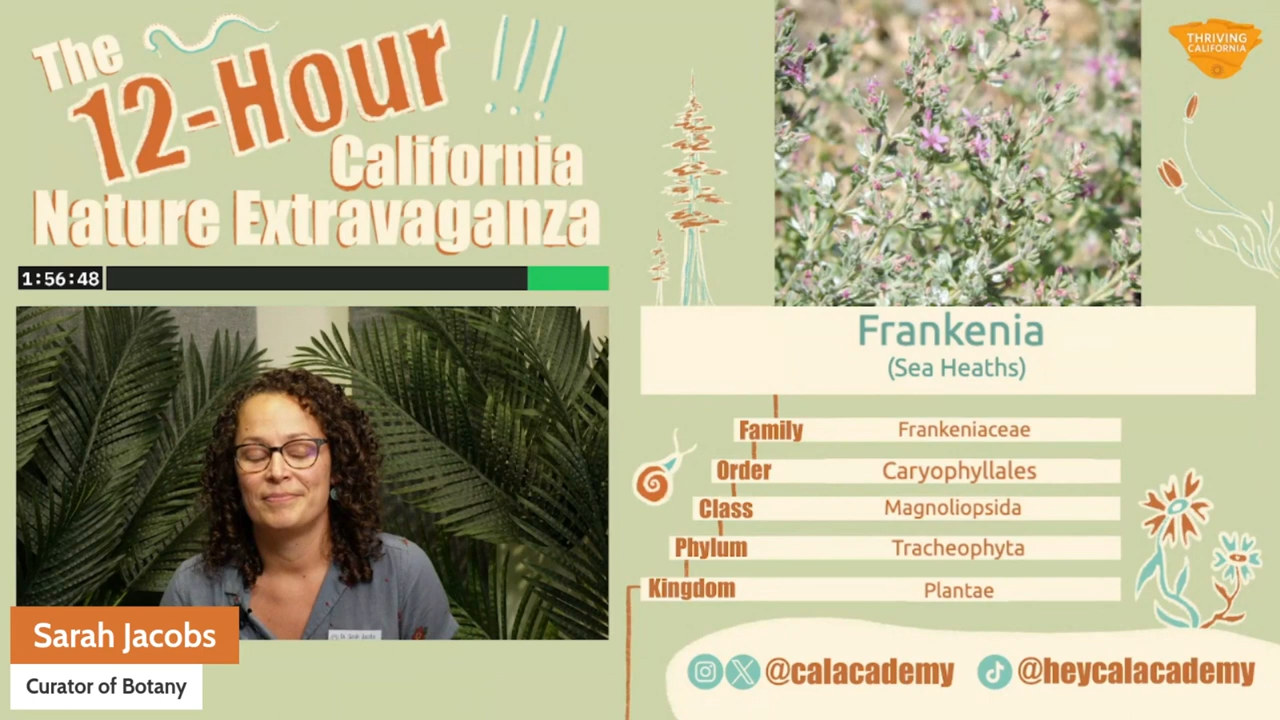 The
12-Hour
!!!
California
Nature Extravaganza
THRIVING
CALIFORNIA
1:56:48
Frankenia
(Sea Heaths)
Family Frankeniaceae
Order Caryophyllales
Class Magnoliopsida
Phylum Tracheophyta
Kingdom Plantae
Sarah Jacobs
Curator of Botany
@calacademy @heycalacademy